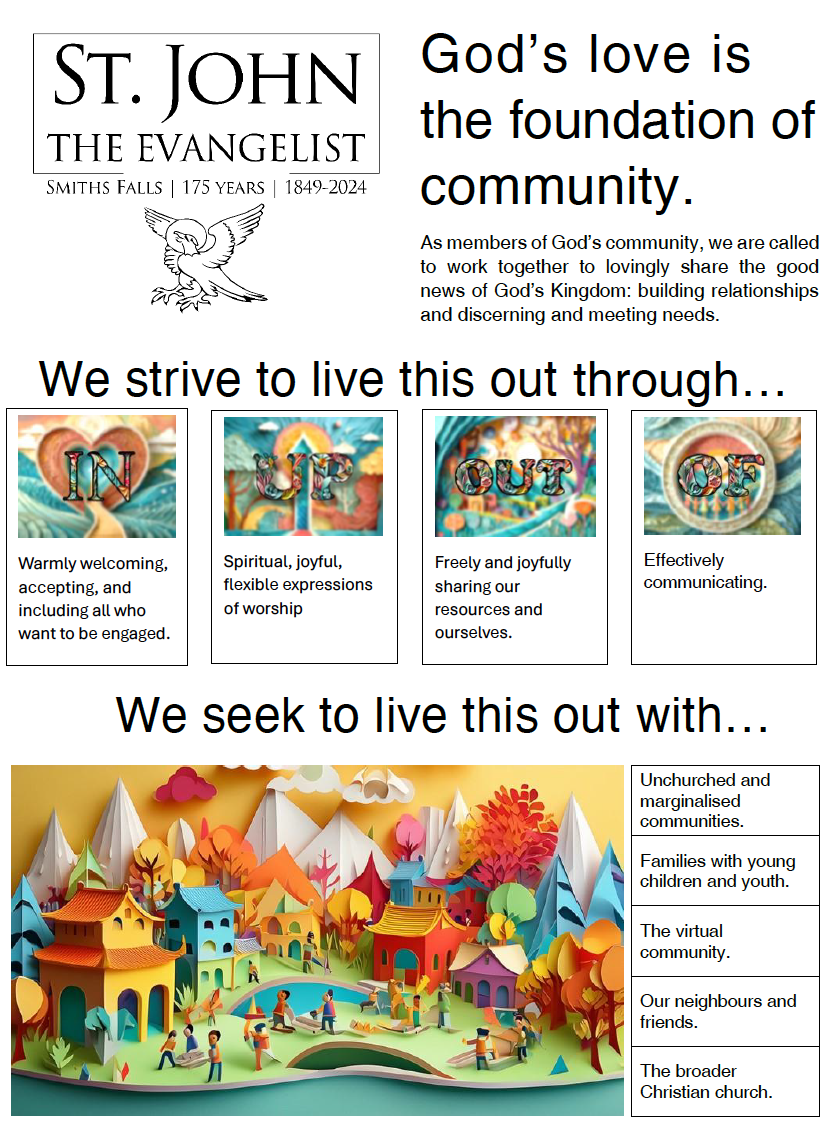 ST. JOHN
THE EVANGELIST
SMITHS FALLS | 175 YEARS | 1849-2024
God’s love is
the foundation of
community.
As members of God’s community, we are called
to work together to lovingly share the good
news of God’s Kingdom: building relationships
and discerning and meeting needs.
We strive to live this out through…
IN
Warmly welcoming,
accepting, and
including all who
want to be engaged.
UP
Spiritual, joyful,
flexible expressions
of worship
OUT
Freely and joyfully
sharing our
resources and
ourselves.
OF
Effectively
communicating.
We seek to live this out with…
Unchurched and
marginalised
communities.
Families with young
children and youth.
The virtual
community.
Our neighbours and
friends.
The broader
Christian church.